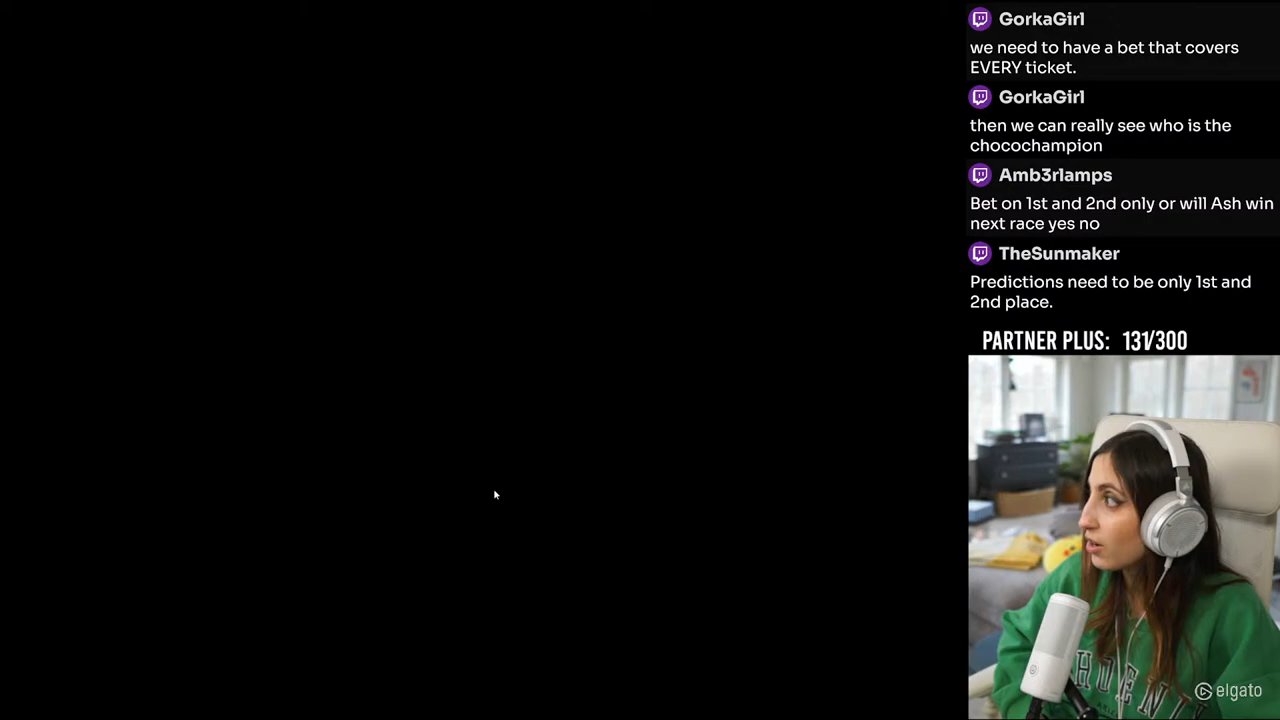 GorkaGirl
we need to have a bet that covers
EVERY ticket.
GorkaGirl
then we can really see who is the
chocochampion
Amb3rlamps
Bet on 1st and 2nd only or will Ash win
next race yes no
TheSunmaker
Predictions need to be only 1st and
2nd place.
PARTNER PLUS: 131/300
elgato